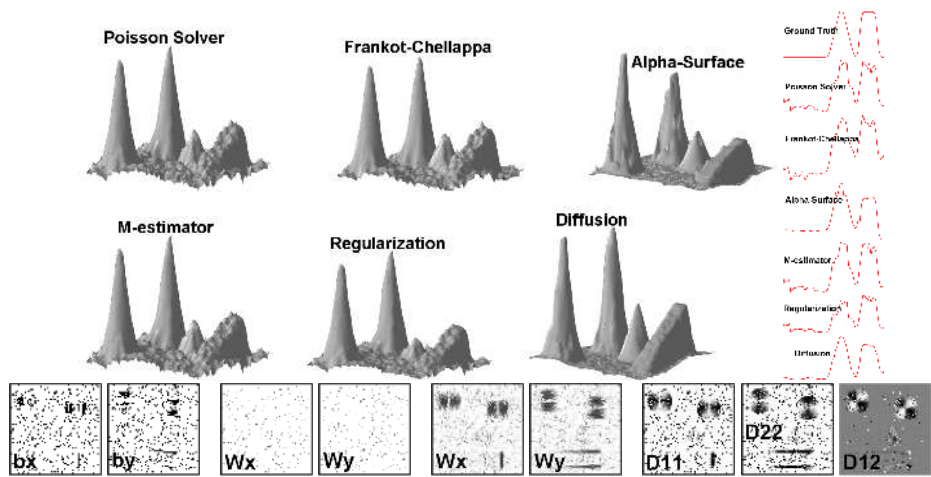 Poisson Solver
Frankot-Chellappa
Alpha-Surface
M-estimator
Regularization
Diffusion
Ground Truth
Poisson Solver
Frankot-Chellappa
Alpha-Surface
M-estimator
Regularization
Diffusion
bx
by
Wx
Wy
Wx
Wy
D11
D22
D12